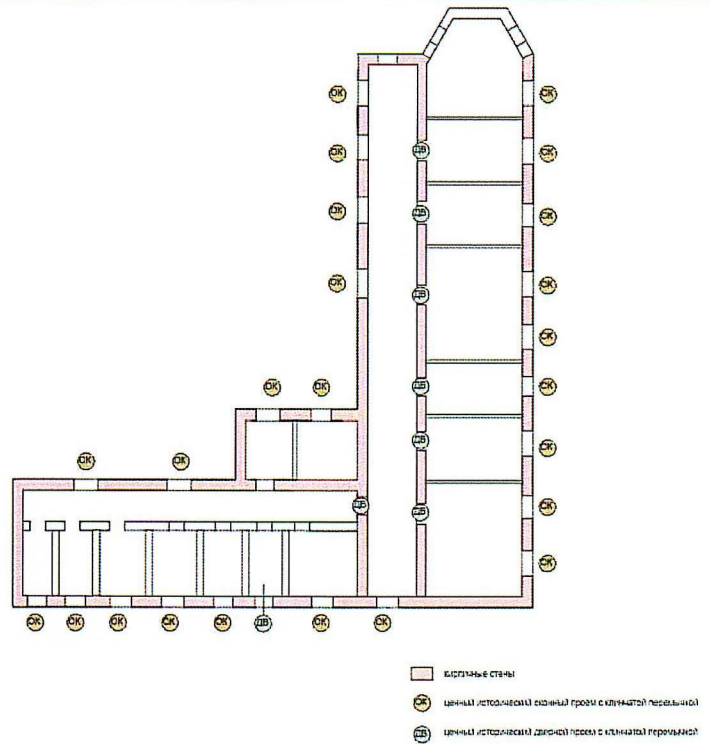 ОК ОК
ОК ДВ ОК
ОК ДВ ОК
ОК ДВ ОК
ОК
ОК ОК ДВ ОК
ДВ ОК
ОК ОК
ДВ ДВ ОК
ОК
ОК ОК ОК ОК ОК ДВ ОК ОК
кирпичные стены
ОК ценный исторический оконный проем с клинчатой перемычкой
ДВ ценный исторический дверной проем с клинчатой перемычкой